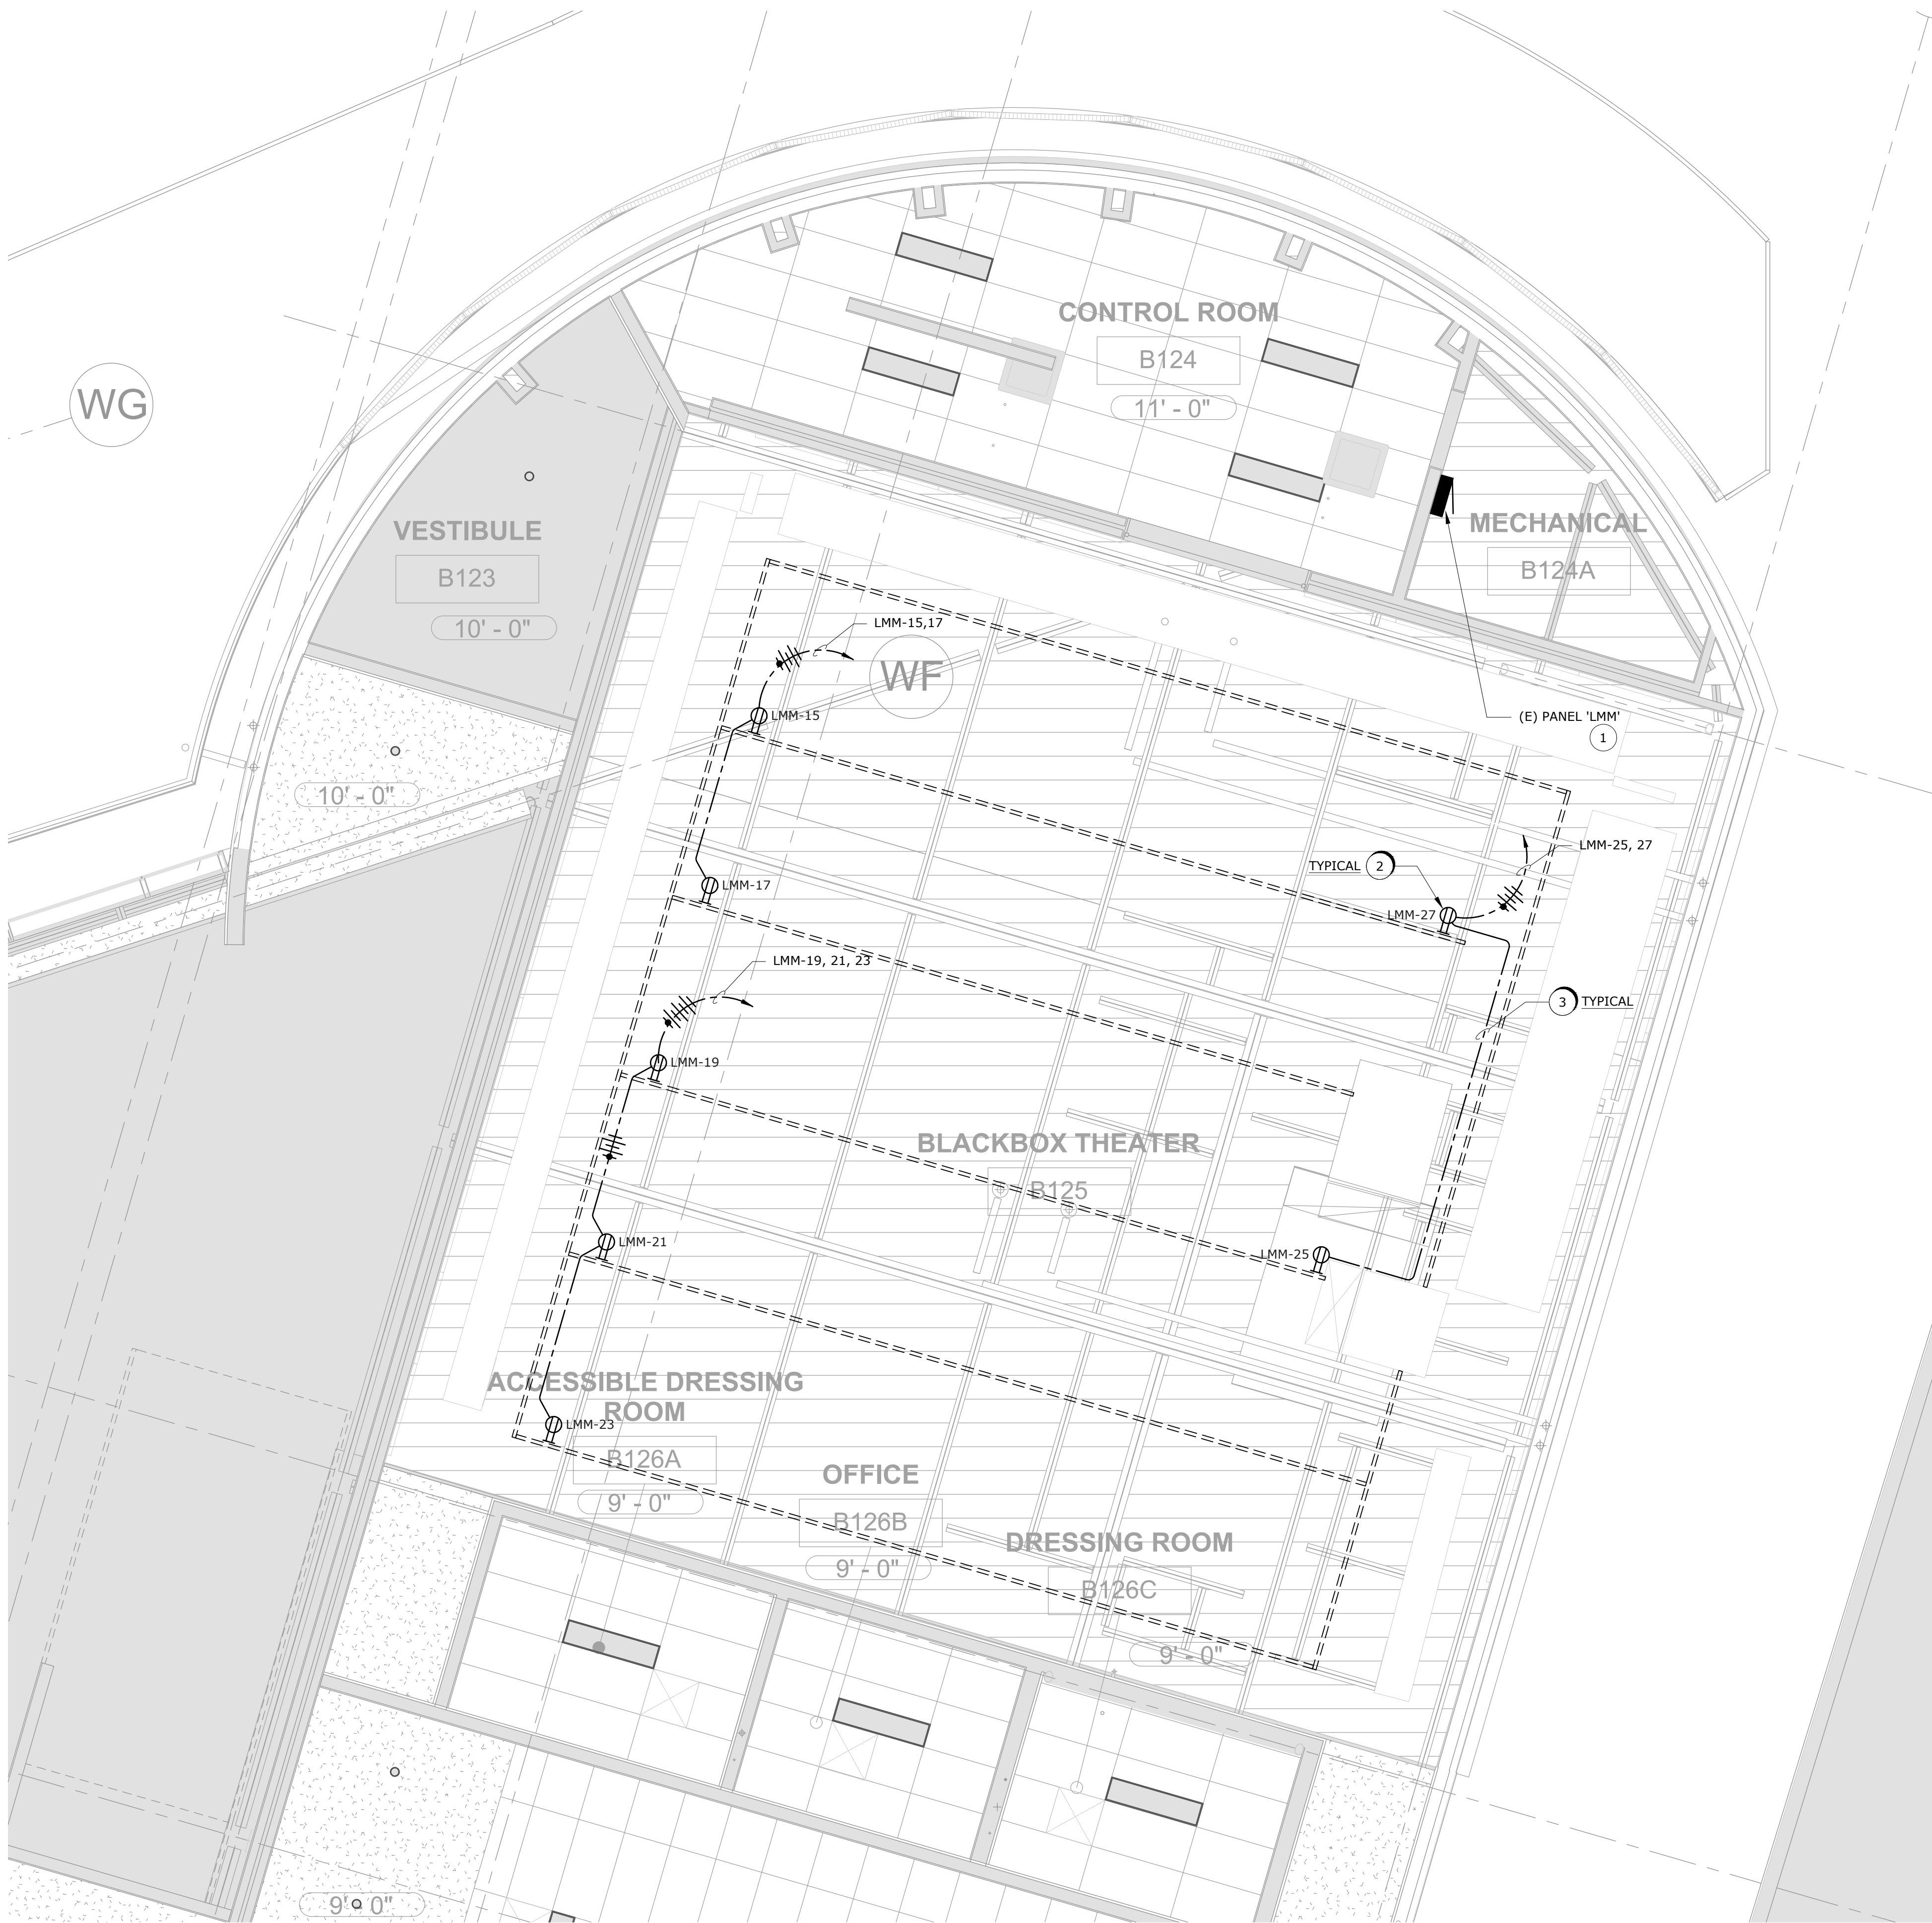 CONTROL ROOM
B124
11' - 0"
WG
VESTIBULE
B123
10' - 0"
MECHANICAL
B124A
LMM-15,17
WF
LMM-15
(E) PANEL 'LMM'
1
10' - 0"
LMM-25, 27
TYPICAL 2
LMM-17
LMM-27
LMM-19, 21, 23
3 TYPICAL
LMM-19
BLACKBOX THEATER
B125
LMM-21
LMM-25
ACCESSIBLE DRESSING
ROOM
LMM-23
B126A
9' - 0"
OFFICE
B126B
9' - 0"
DRESSING ROOM
B126C
9' - 0"
9' - 0"